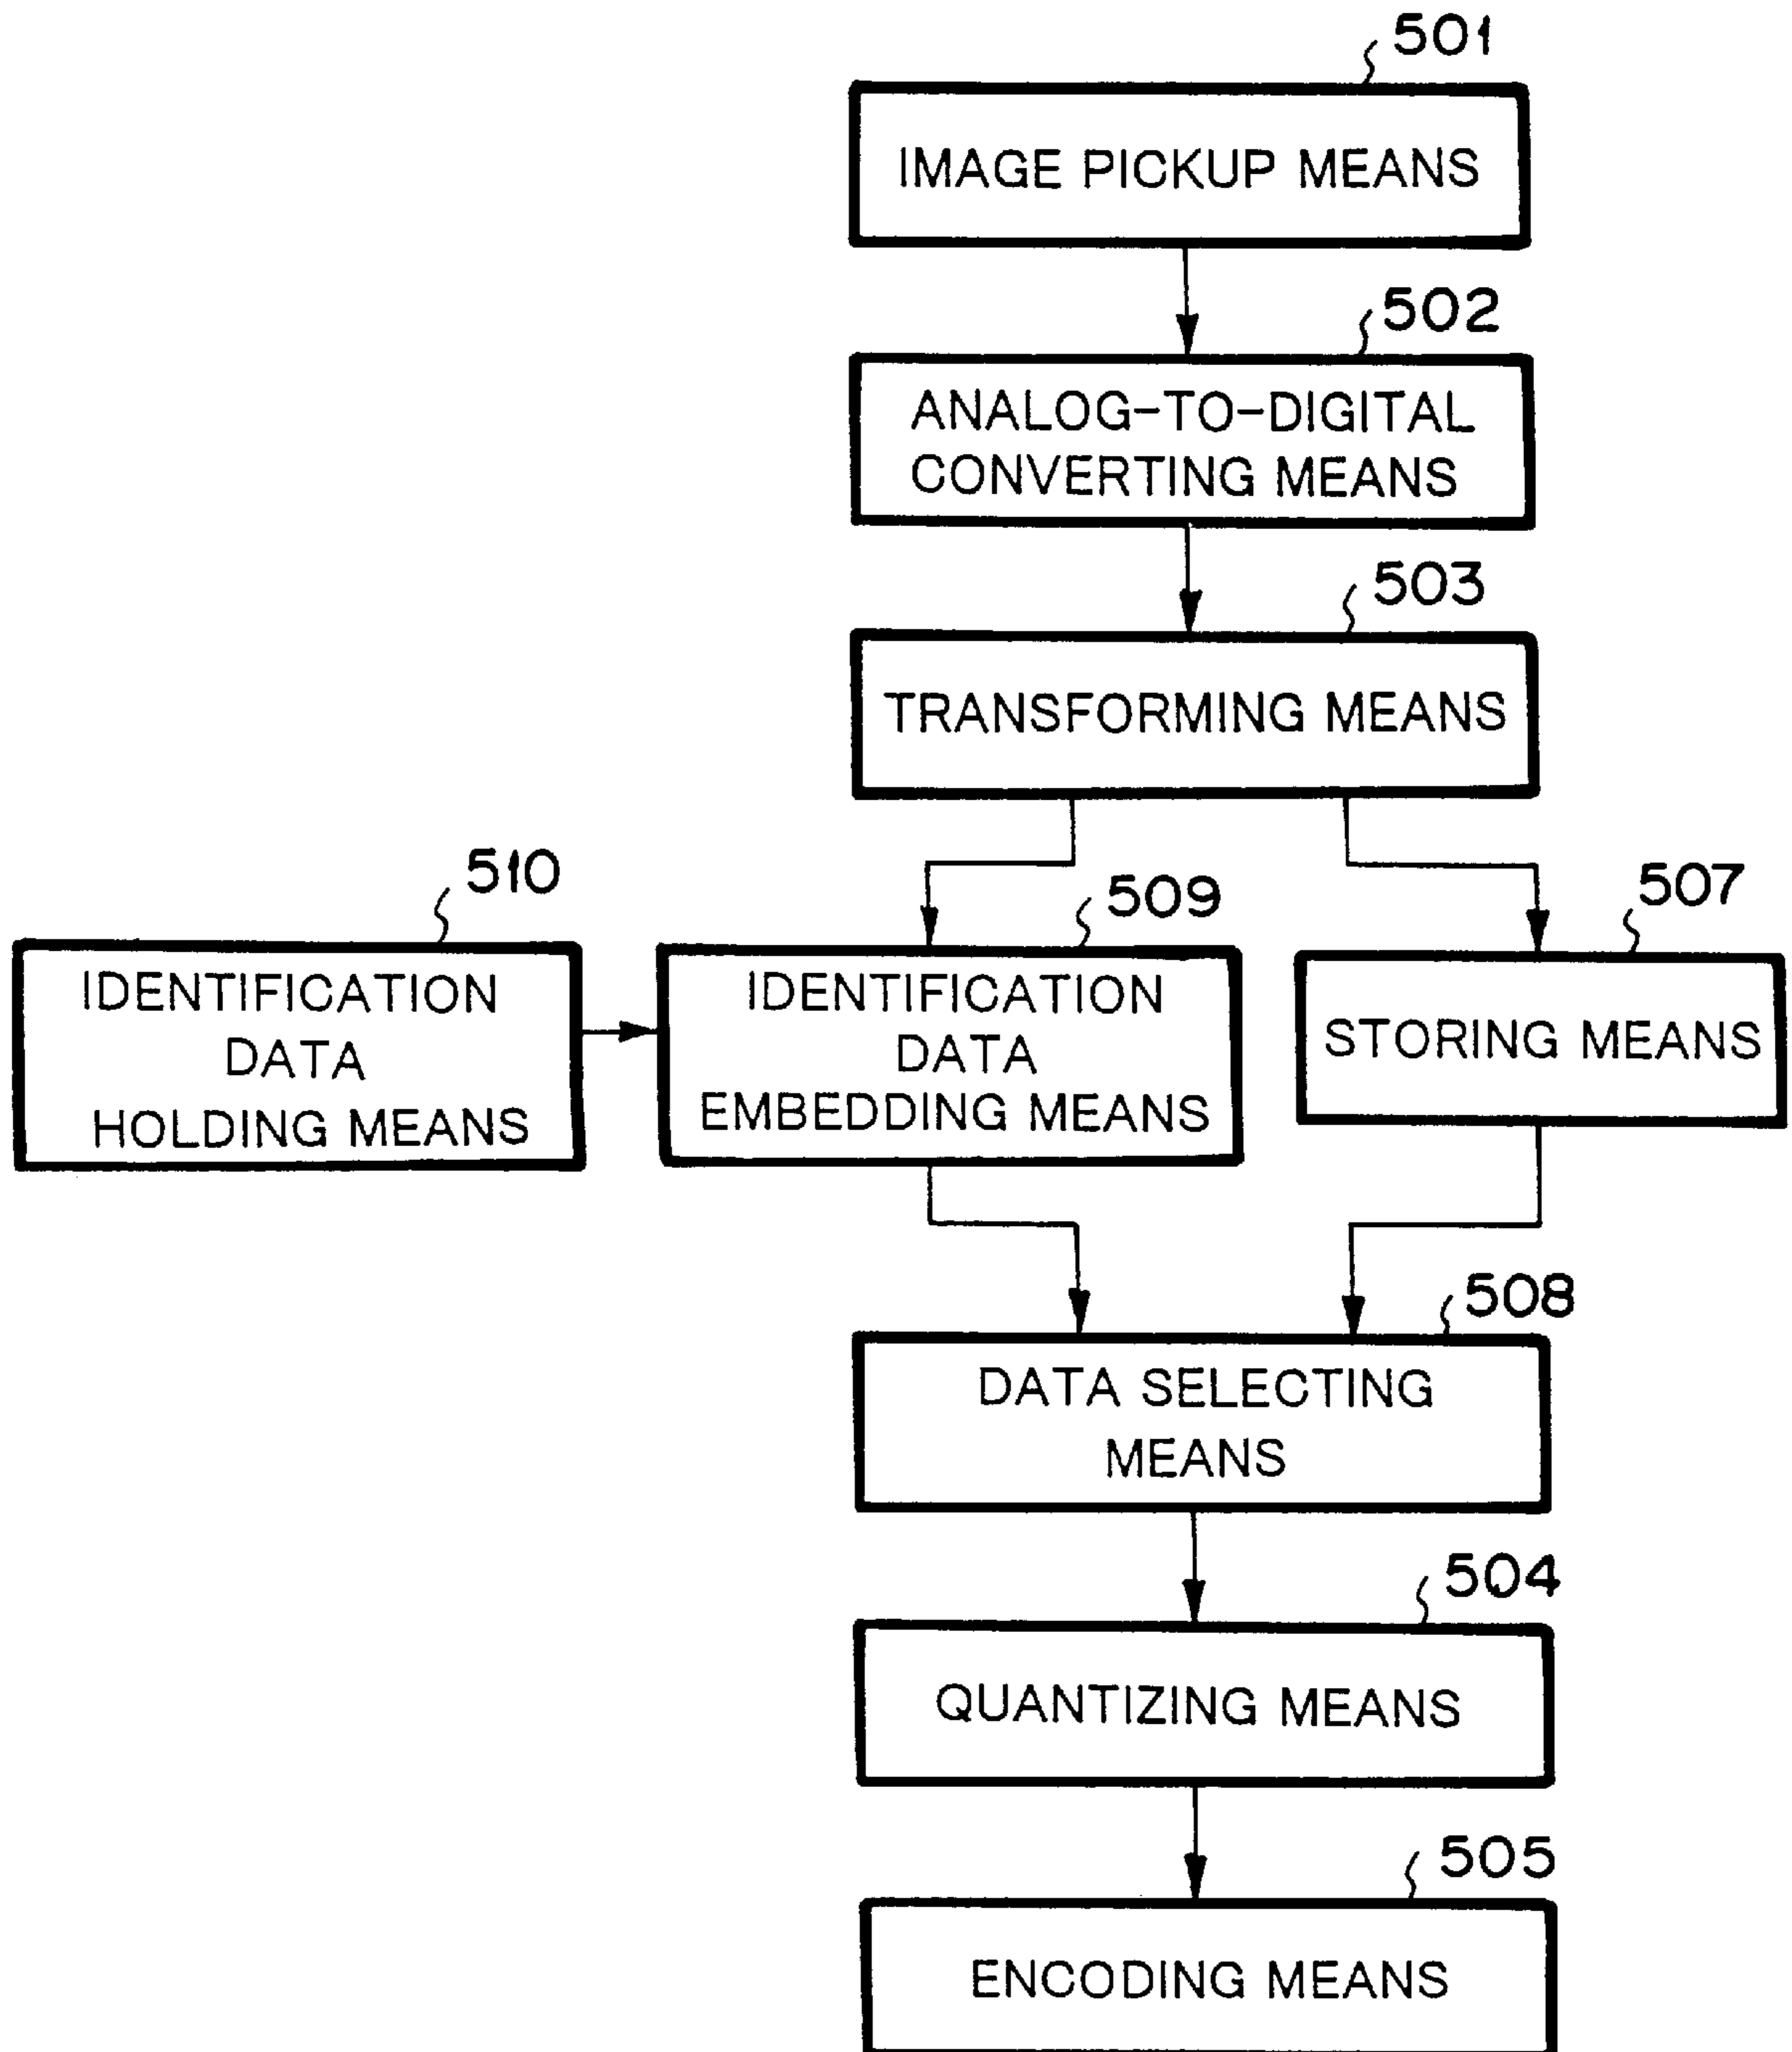 501
IMAGE PICKUP MEANS
502
ANALOG-TO-DIGITAL
CONVERTING MEANS
503
TRANSFORMING MEANS
510
IDENTIFICATION
DATA
HOLDING MEANS
509
IDENTIFICATION
DATA
EMBEDDING MEANS
507
STORING MEANS
508
DATA SELECTING
MEANS
504
QUANTIZING MEANS
505
ENCODING MEANS